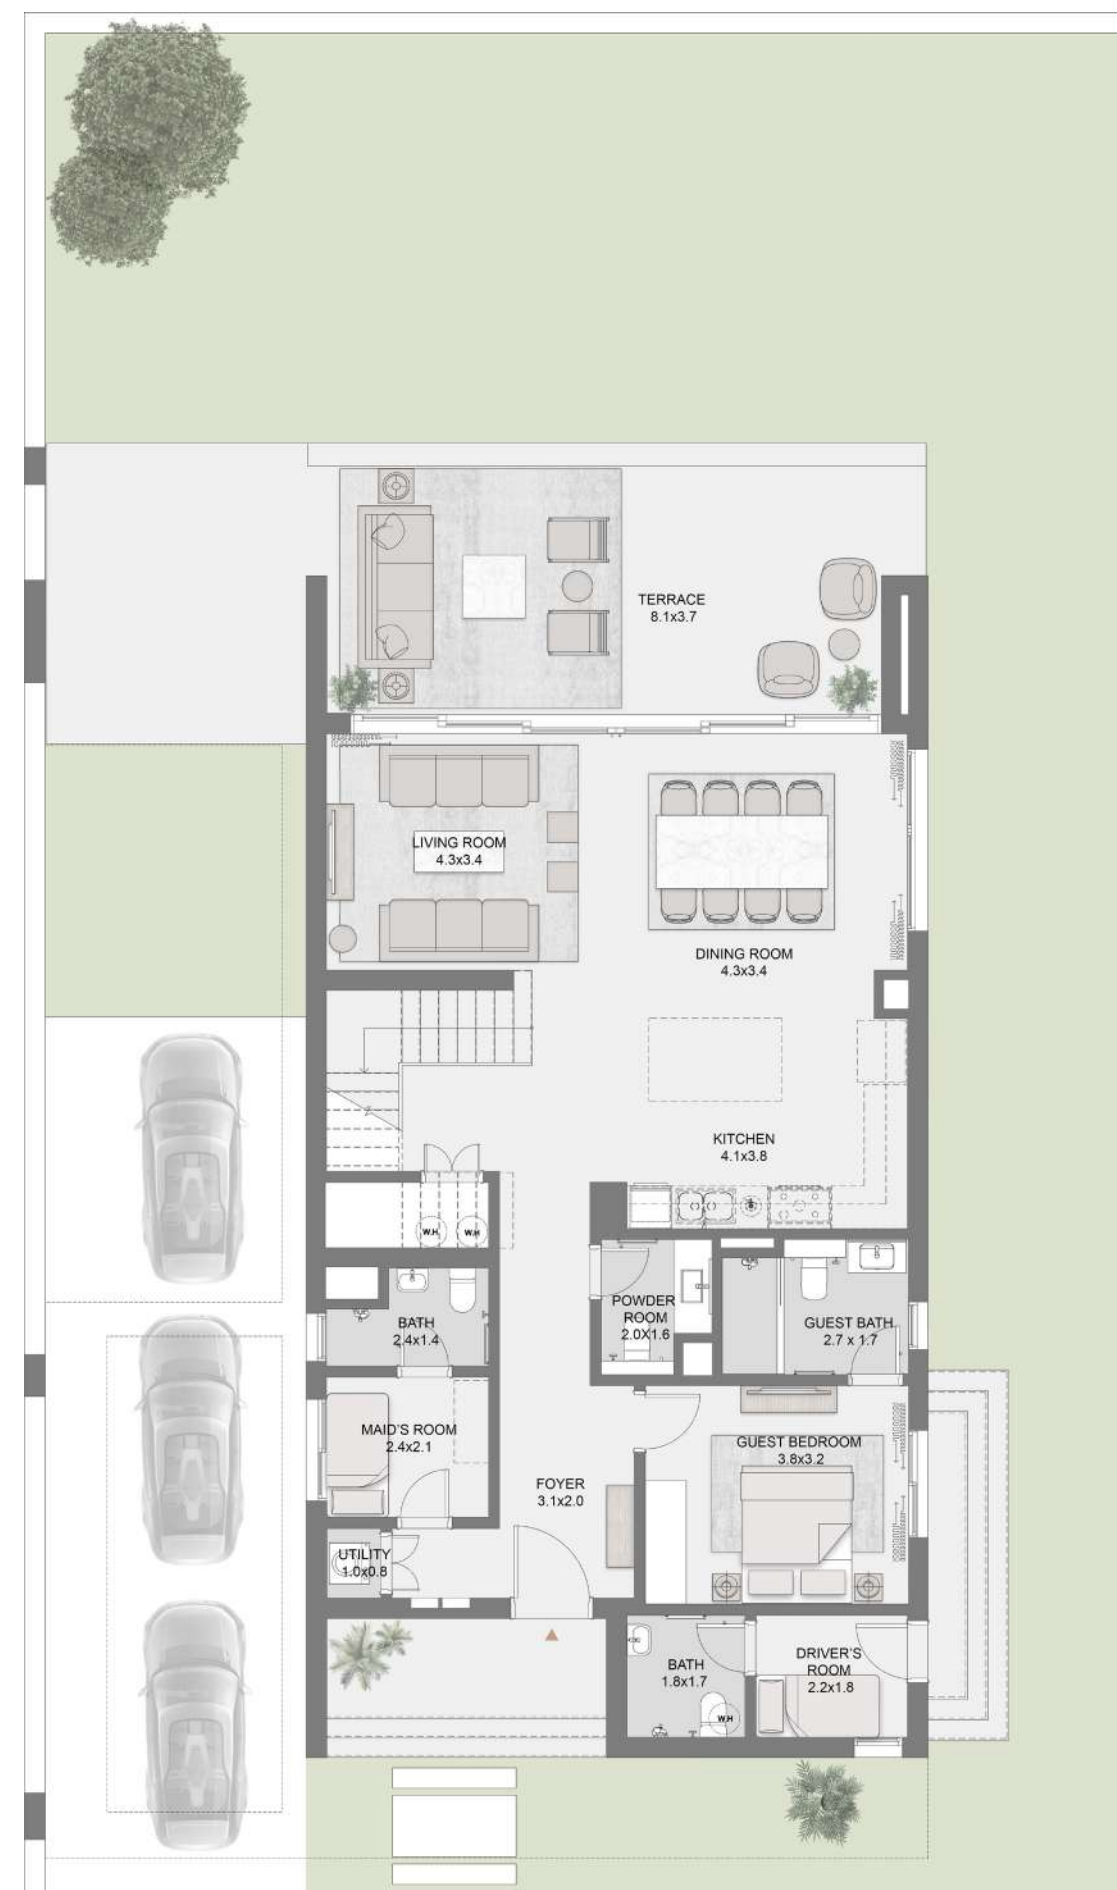 TERRACE
8.1x3.7
LIVING ROOM
4.3x3.4
DINING ROOM
4.3x3.4
KITCHEN
4.1x3.8
W.H
W.H
BATH
2.4x1.4
POWDER
ROOM
2.0X1.6
GUEST BATH
2.7 x 1.7
MAID'S ROOM
2.4x2.1
GUEST BEDROOM
3.8x3.2
FOYER
3.1x2.0
UTILITY
1.0x0.8
BATH
1.8x1.7
W.H
DRIVER'S
ROOM
2.2x1.8